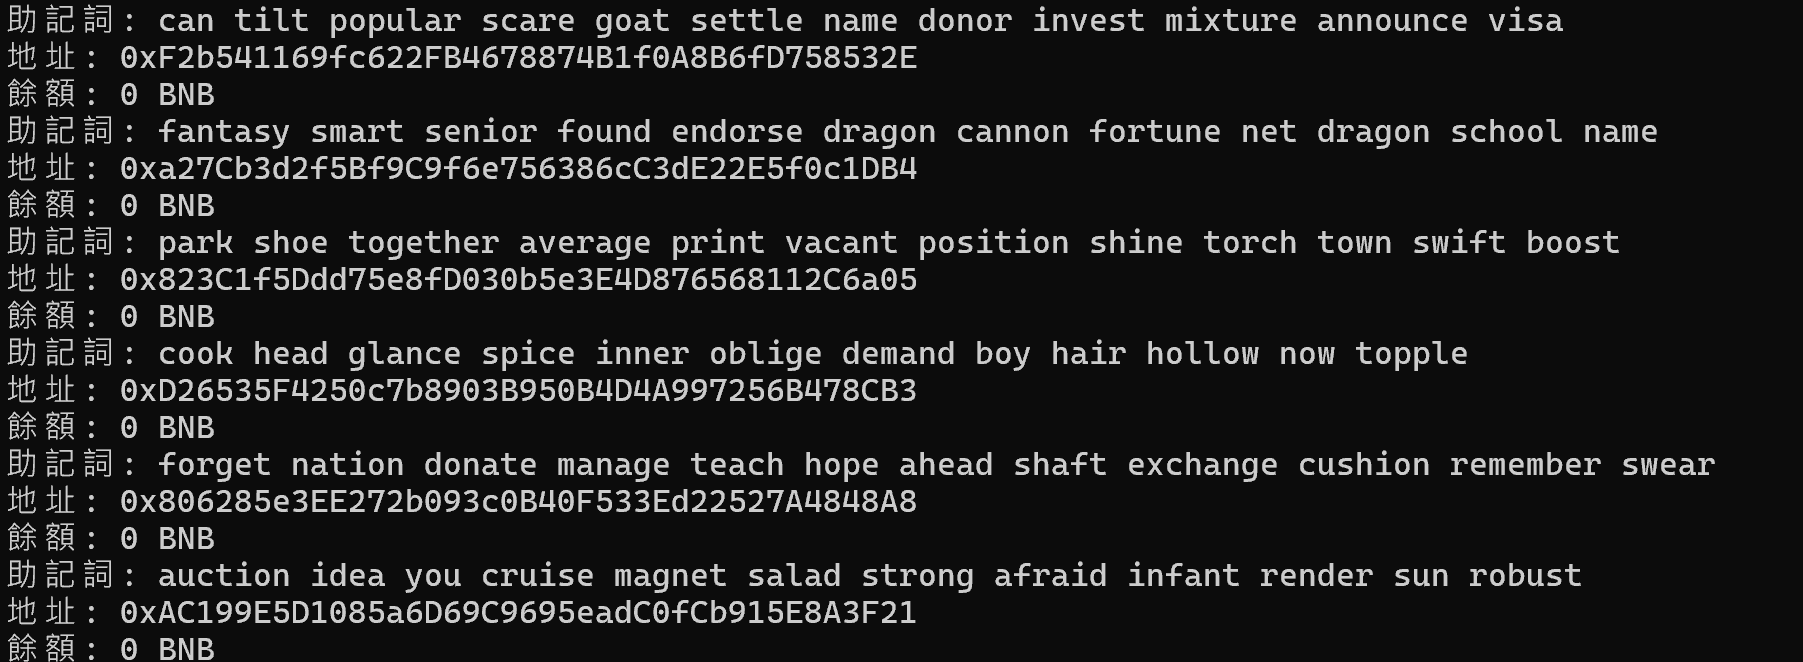 助記詞: can tilt popular scare goat settle name donor invest mixture announce visa
地址: 0xF2b541169fc622FB4678874B1f0A8B6fD758532E
餘額: 0 BNB
助記詞: fantasy smart senior found endorse dragon cannon fortune net dragon school name
地址: 0xa27Cb3d2f5Bf9C9f6e756386cC3dE22E5f0c1DB4
餘額: 0 BNB
助記詞: park shoe together average print vacant position shine torch town swift boost
地址: 0x823C1f5Ddd75e8fD030b5e3E4D876568112C6a05
餘額: 0 BNB
助記詞: cook head glance spice inner oblige demand boy hair hollow now topple
地址: 0xD26535F4250c7b8903B950B4D4A997256B478CB3
餘額: 0 BNB
助記詞: forget nation donate manage teach hope ahead shaft exchange cushion remember swear
地址: 0x806285e3EE272b093c0B40F533Ed22527A4848A8
餘額: 0 BNB
助記詞: auction idea you cruise magnet salad strong afraid infant render sun robust
地址: 0xAC199E5D1085a6D69C9695eadC0fCb915E8A3F21
餘額: 0 BNB